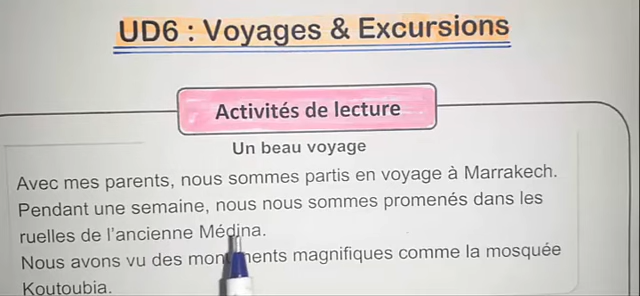 UD6 : Voyages & Excursions
Activités de lecture
Un beau voyage
Avec mes parents, nous sommes partis en voyage à Marrakech.
Pendant une semaine, nous nous sommes promenés dans les
ruelles de l'ancienne Médina.
Nous avons vu des monuments magnifiques comme la mosquée
Koutoubia.